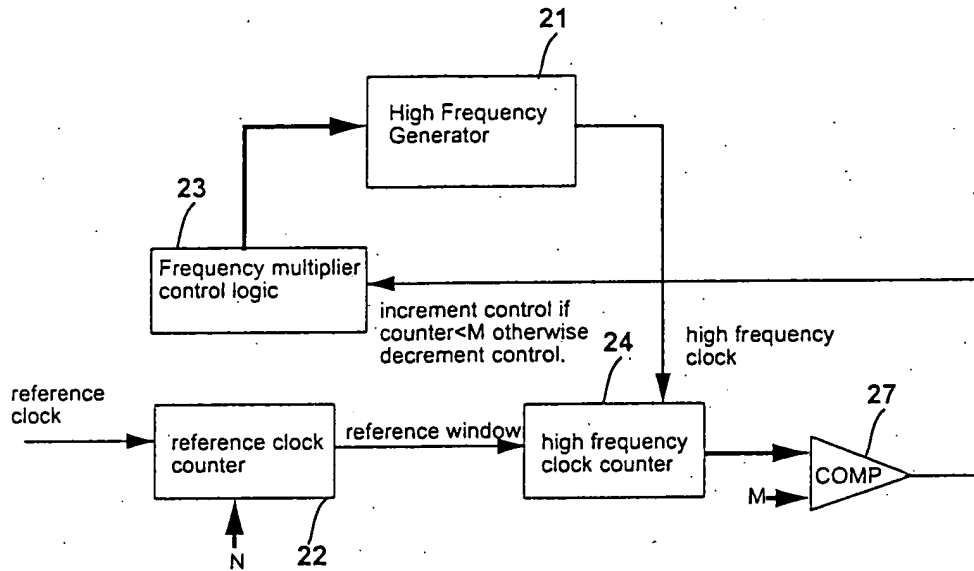 21
High Frequency
Generator
23
Frequency multiplier
control logic
increment control if
counter<M otherwise
decrement control.
24
high frequency
clock
reference
clock
reference clock
counter
reference window
high frequency
clock counter
27
COMP
M
N
22